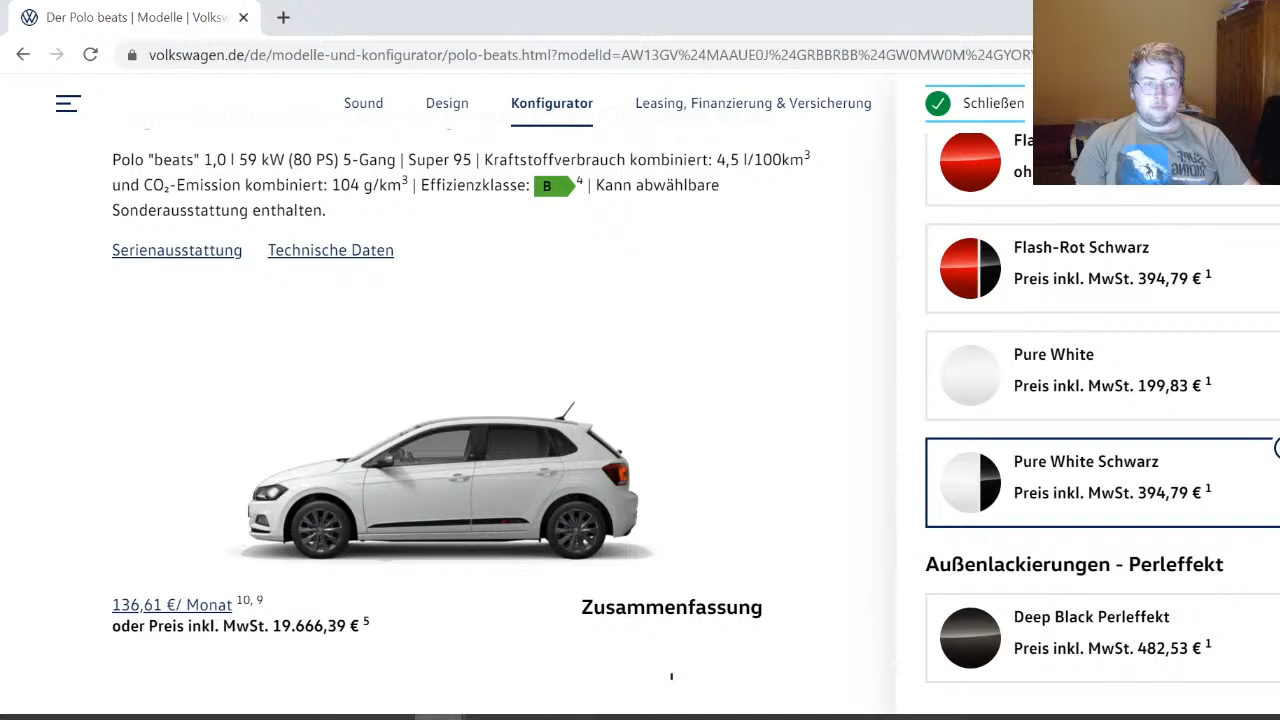 Der Polo beats | Modelle | Volksw
volkswagen.de/de/modelle-und-konfigurator/polo-beats.html?modelId=AW13GV%24MAAUE0J%24GRBBRBB%24GW0MW0M%24GYOR
Sound
Design
Konfigurator
Leasing, Finanzierung & Versicherung
Polo "beats" 1,0 l 59 kW (80 PS) 5-Gang | Super 95 | Kraftstoffverbrauch kombiniert: 4,5 l/100km³
und CO₂-Emission kombiniert: 104 g/km³ | Effizienzklasse: B ⁴ | Kann abwählbare
Sonderausstattung enthalten.
Serienausstattung
Technische Daten
136,61 €/ Monat ¹⁰, ⁹
oder Preis inkl. MwSt. 19.666,39 € ⁵
Zusammenfassung
Schließen
Fla
oh
Flash-Rot Schwarz
Preis inkl. MwSt. 394,79 € ¹
Pure White
Preis inkl. MwSt. 199,83 € ¹
Pure White Schwarz
Preis inkl. MwSt. 394,79 € ¹
Außenlackierungen - Perleffekt
Deep Black Perleffekt
Preis inkl. MwSt. 482,53 € ¹
SURF
RIDING